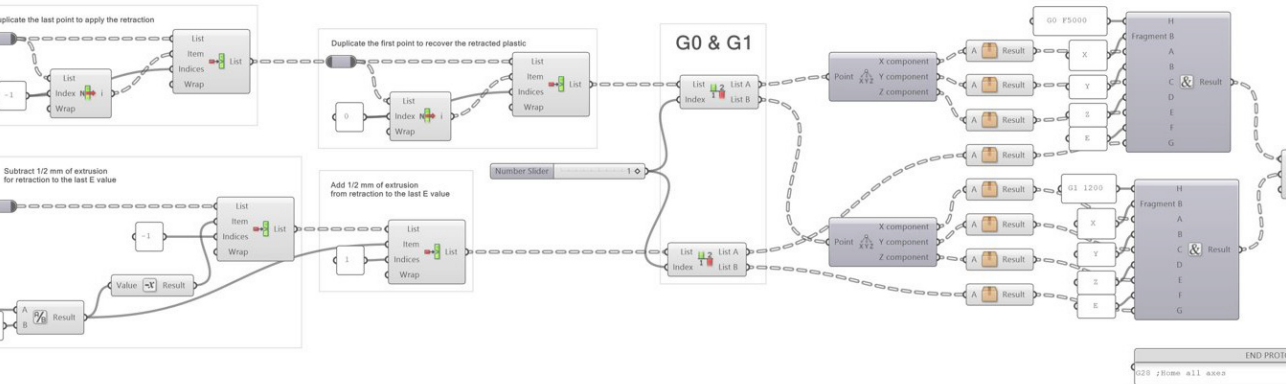 plicate the last point to apply the retraction
List
Item
Indices
Wrap
List
List
Index
i
Wrap
-1
Duplicate the first point to recover the retracted plastic
List
Item
Indices
Wrap
List
List
Index
i
Wrap
0
G0 & G1
List
Index
List A
List B
Number Slider
1
List
Index
List A
List B
Subtract 1/2 mm of extrusion
for retraction to the last E value
List
Item
Indices
Wrap
List
-1
Value
-X
Result
A
B
A/B
Result
Add 1/2 mm of extrusion
from retraction to the last E value
List
Item
Indices
Wrap
List
1
Point
XYZ
X component
Y component
Z component
A
Result
A
Result
A
Result
A
Result
G0 F5000
X
Y
Z
E
H
Fragment B
A
B
C
D
E
F
G
&
Result
Point
XYZ
X component
Y component
Z component
A
Result
A
Result
A
Result
A
Result
G1 1200
X
Y
Z
E
H
Fragment B
A
B
C
D
E
F
G
&
Result
END PROT
G28 ;Home all axes